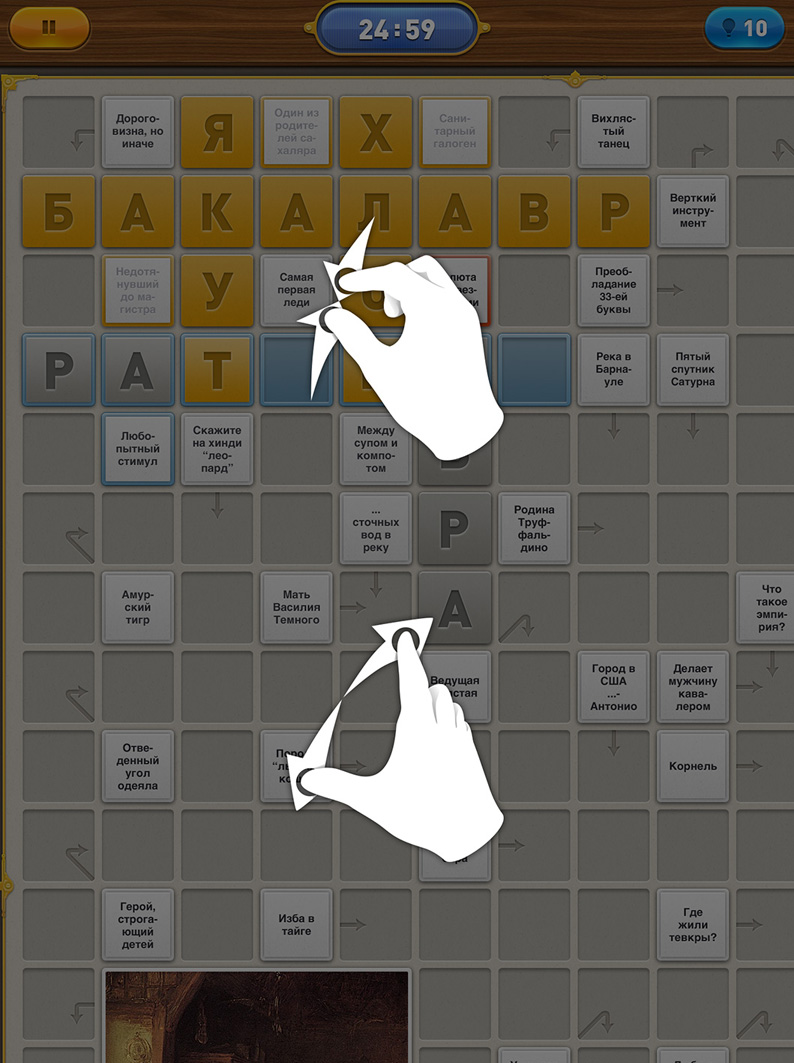 24:59
10
Дорого-
визна, но
иначе
Я
Один из
родите-
лей са-
халяра
Х
Сани-
тарный
галоген
Вихляс-
тый
танец
БАКАЛАВР
Верткий
инстру-
мент
Недотя-
нувший
до ма-
гистра
У
Самая
первая
леди
Преоб-
ладание
33-ей
буквы
РАТ
Река в
Барна-
уле
Пятый
спутник
Сатурна
Любо-
пытный
стимул
Скажите
на хинди
“лео-
пард”
Между
супом и
компо-
том
...
сточных
вод в
реку
Р
Родина
Труф-
фаль-
дино
Амур-
ский
тигр
Мать
Василия
Темного
А
Что
такое
эмпи-
рия?
Ведущая
Город в
США
...-
Антонио
Делает
мужчину
кава-
лером
Отве-
денный
угол
одеяла
Корнель
Герой,
строга-
ющий
детей
Изба в
тайге
Где
жили
тевкры?